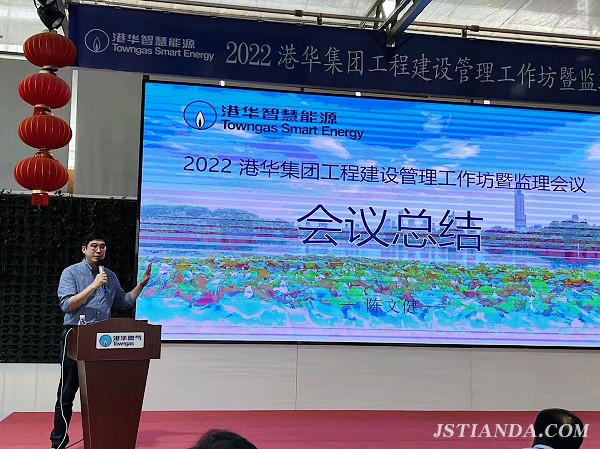 港华智慧能源
Towngas Smart Energy
2022 港华集团工程建设管理工作坊暨监
港华智慧能源
Towngas Smart Energy
2022 港华集团工程建设管理工作坊暨监理会议
会议总结
陈文健
港华燃气
Towngas
JSTIANDA.COM